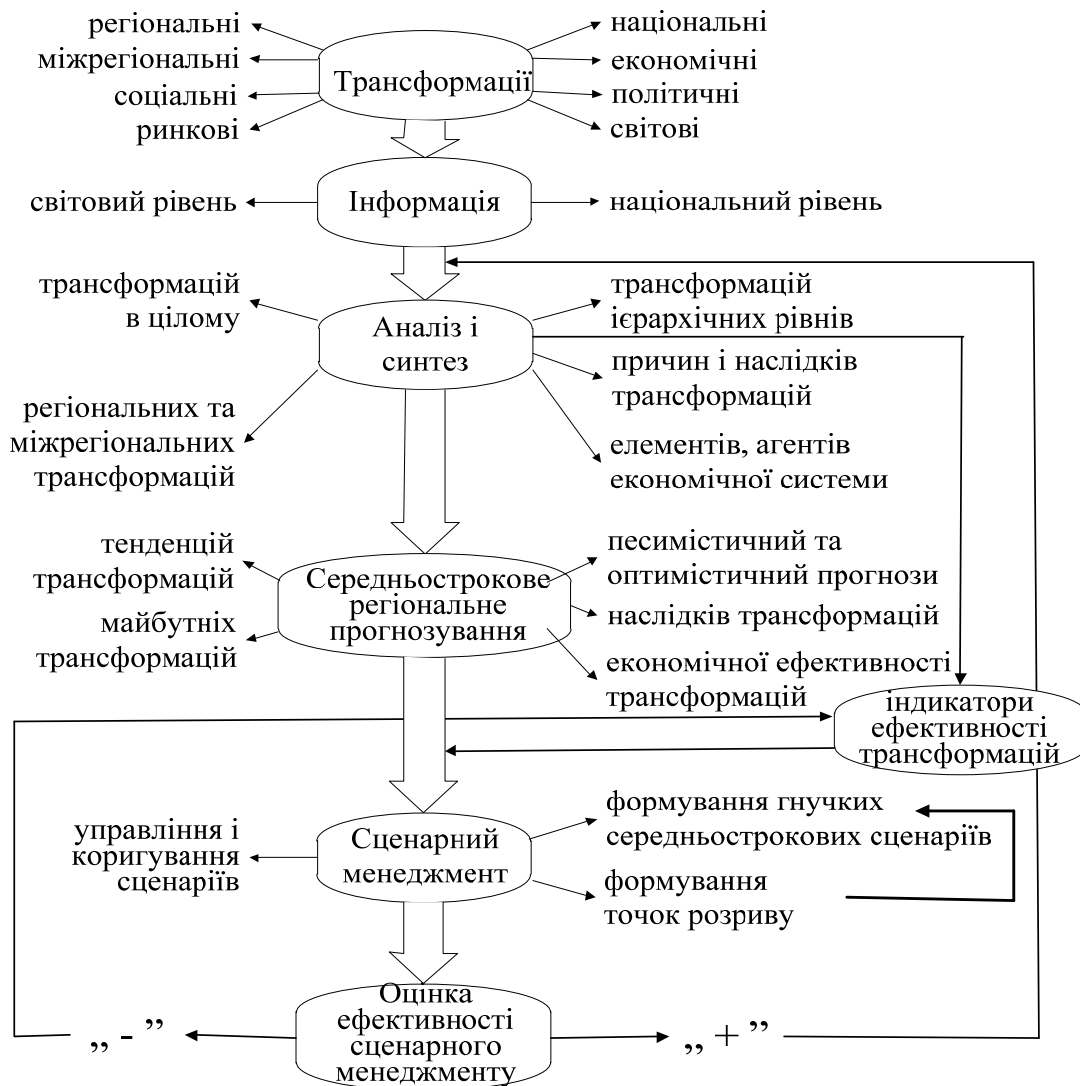 регіональні
міжрегіональні
соціальні
ринкові
Трансформації
національні
економічні
політичні
світові
світовий рівень
Інформація
національний рівень
трансформацій
в цілому
Аналіз і
синтез
трансформацій
ієрархічних рівнів
причин і наслідків
трансформацій
регіональних та
міжрегіональних
трансформацій
елементів, агентів
економічної системи
тенденцій
трансформацій
майбутніх
трансформацій
Середньострокове
регіональне
прогнозування
песимістичний та
оптимістичний прогнози
наслідків трансформацій
економічної ефективності
трансформацій
індикатори
ефективності
трансформацій
управління і
коригування
сценаріїв
Сценарний
менеджмент
формування гнучких
середньострокових сценаріїв
формування
точок розриву
„ - ”
Оцінка
ефективності
сценарного
менеджменту
„ + ”